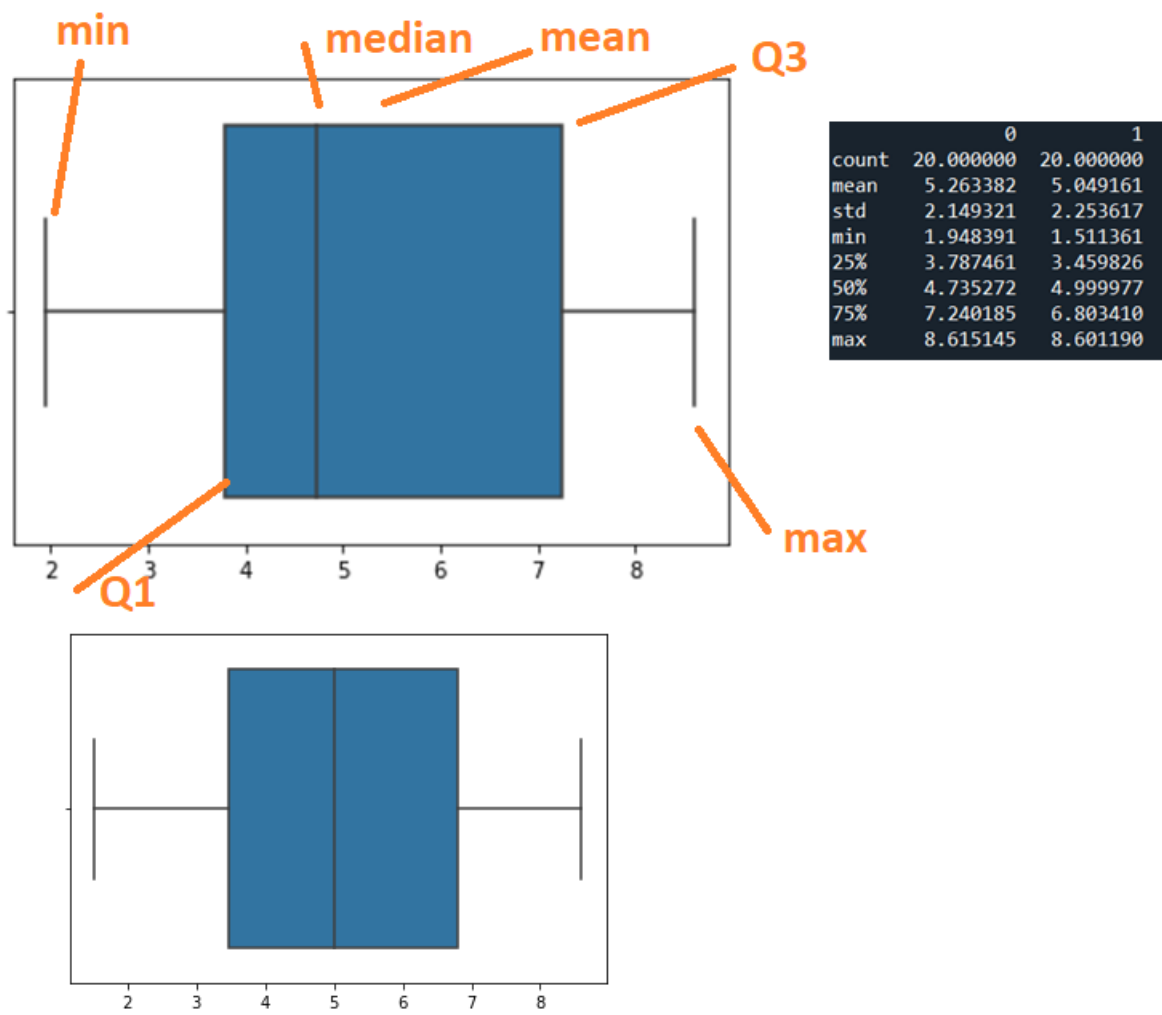 min
median
mean
Q3
2 3 4 5 6 7 8
Q1
max
0 1
count 20.000000 20.000000
mean 5.263382 5.049161
std 2.149321 2.253617
min 1.948391 1.511361
25% 3.787461 3.459826
50% 4.735272 4.999977
75% 7.240185 6.803410
max 8.615145 8.601190
2 3 4 5 6 7 8